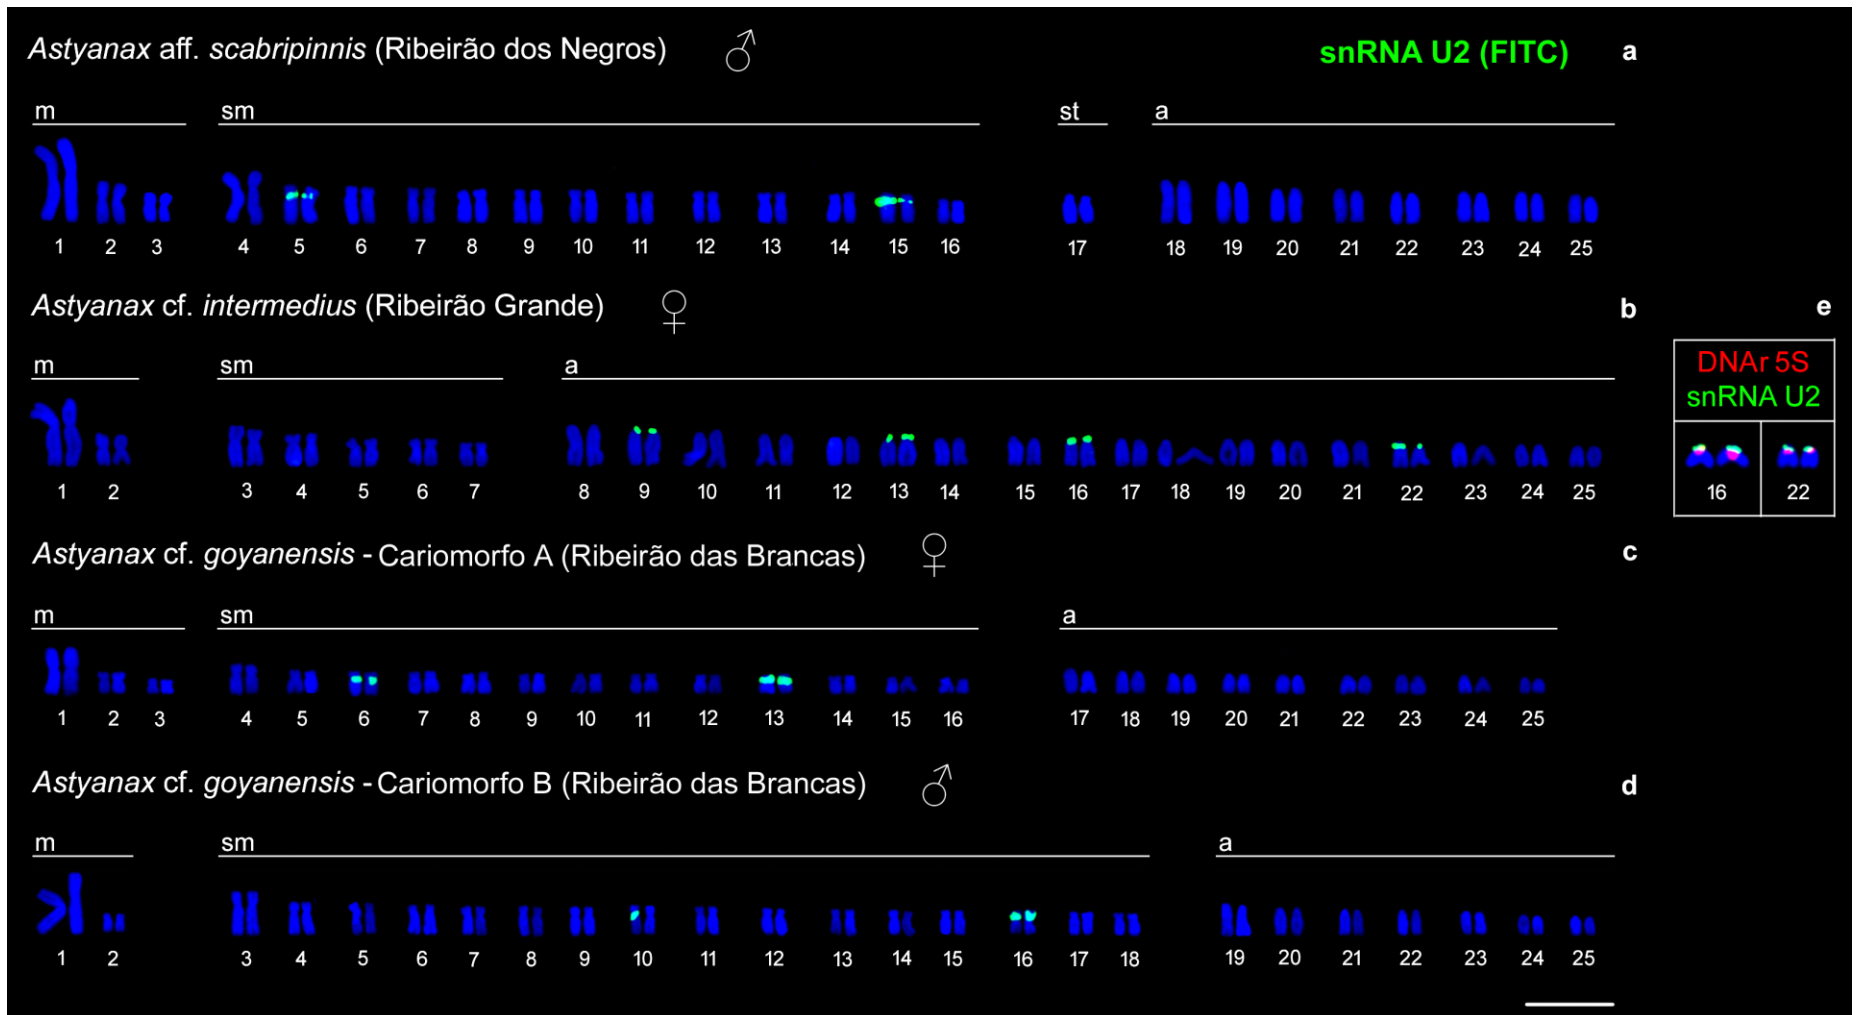 Astyanax aff. scabripinnis (Ribeirão dos Negros) ♂ snRNA U2 (FITC) a
m sm st a
1 2 3 4 5 6 7 8 9 10 11 12 13 14 15 16 17 18 19 20 21 22 23 24 25
Astyanax cf. intermedius (Ribeirão Grande) ♀ b
m sm a
1 2 3 4 5 6 7 8 9 10 11 12 13 14 15 16 17 18 19 20 21 22 23 24 25
e
DNAr 5S
snRNA U2
16 22
Astyanax cf. goyanensis - Cariomorfo A (Ribeirão das Brancas) ♀ c
m sm a
1 2 3 4 5 6 7 8 9 10 11 12 13 14 15 16 17 18 19 20 21 22 23 24 25
Astyanax cf. goyanensis - Cariomorfo B (Ribeirão das Brancas) ♂ d
m sm a
1 2 3 4 5 6 7 8 9 10 11 12 13 14 15 16 17 18 19 20 21 22 23 24 25